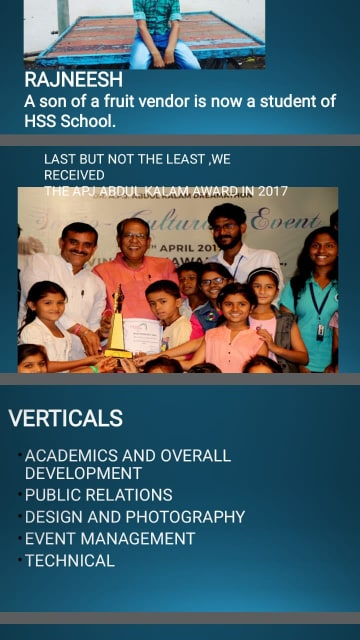 RAJNEESH
A son of a fruit vendor is now a student of
HSS School.
LAST BUT NOT THE LEAST ,WE
RECEIVED
THE APJ ABDUL KALAM AWARD IN 2017
Cultural Event
APRIL 201
VERTICALS
•ACADEMICS AND OVERALL
DEVELOPMENT
•PUBLIC RELATIONS
•DESIGN AND PHOTOGRAPHY
•EVENT MANAGEMENT
•TECHNICAL